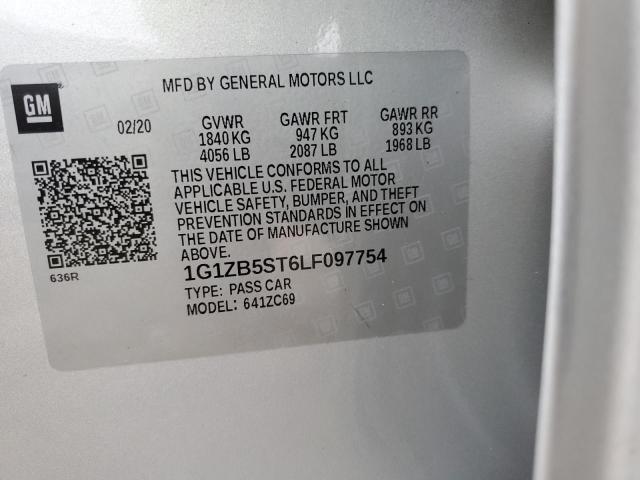 GM
MFD BY GENERAL MOTORS LLC
02/20 GVWR GAWR FRT GAWR RR
1840 KG 947 KG 893 KG
4056 LB 2087 LB 1968 LB
THIS VEHICLE CONFORMS TO ALL
APPLICABLE U.S. FEDERAL MOTOR
VEHICLE SAFETY, BUMPER, AND THEFT
PREVENTION STANDARDS IN EFFECT ON
THE DATE OF MANUFACTURE SHOWN
ABOVE.
636R
1G1ZB5ST6LF097754
TYPE: PASS CAR
MODEL: 641ZC69